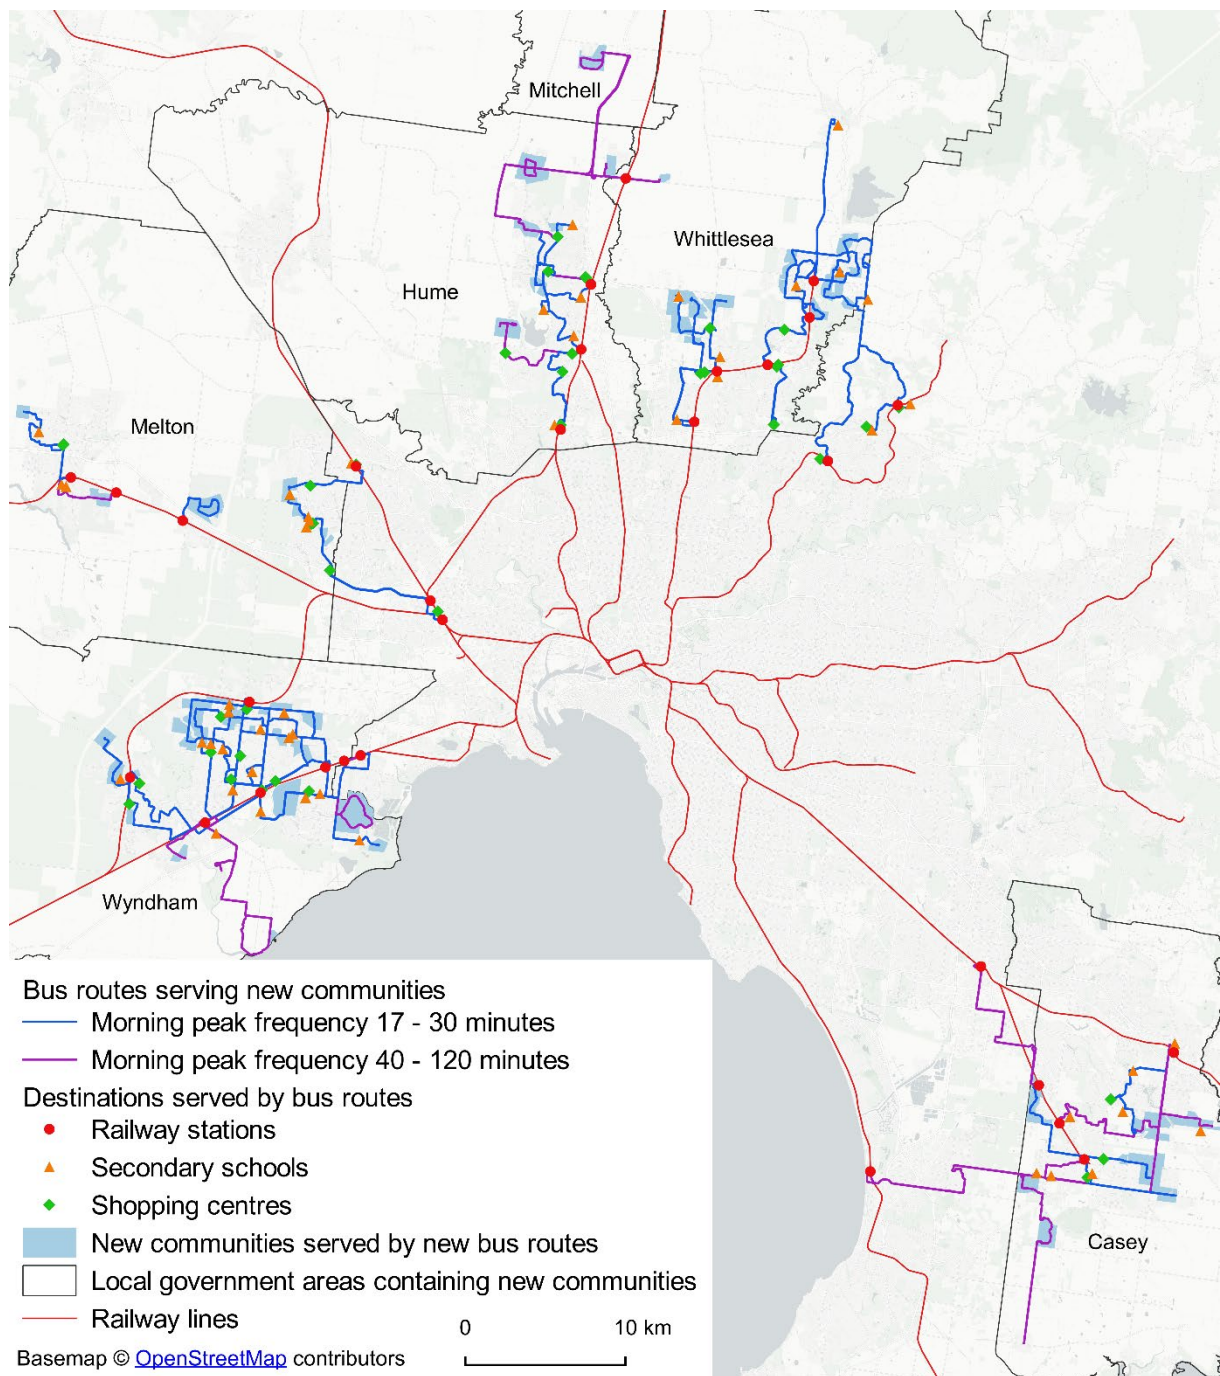 Mitchell
Whittlesea
Hume
Melton
Wyndham
Casey
Bus routes serving new communities
Morning peak frequency 17 - 30 minutes
Morning peak frequency 40 - 120 minutes
Destinations served by bus routes
Railway stations
Secondary schools
Shopping centres
New communities served by new bus routes
Local government areas containing new communities
Railway lines
0 10 km
Basemap © OpenStreetMap contributors